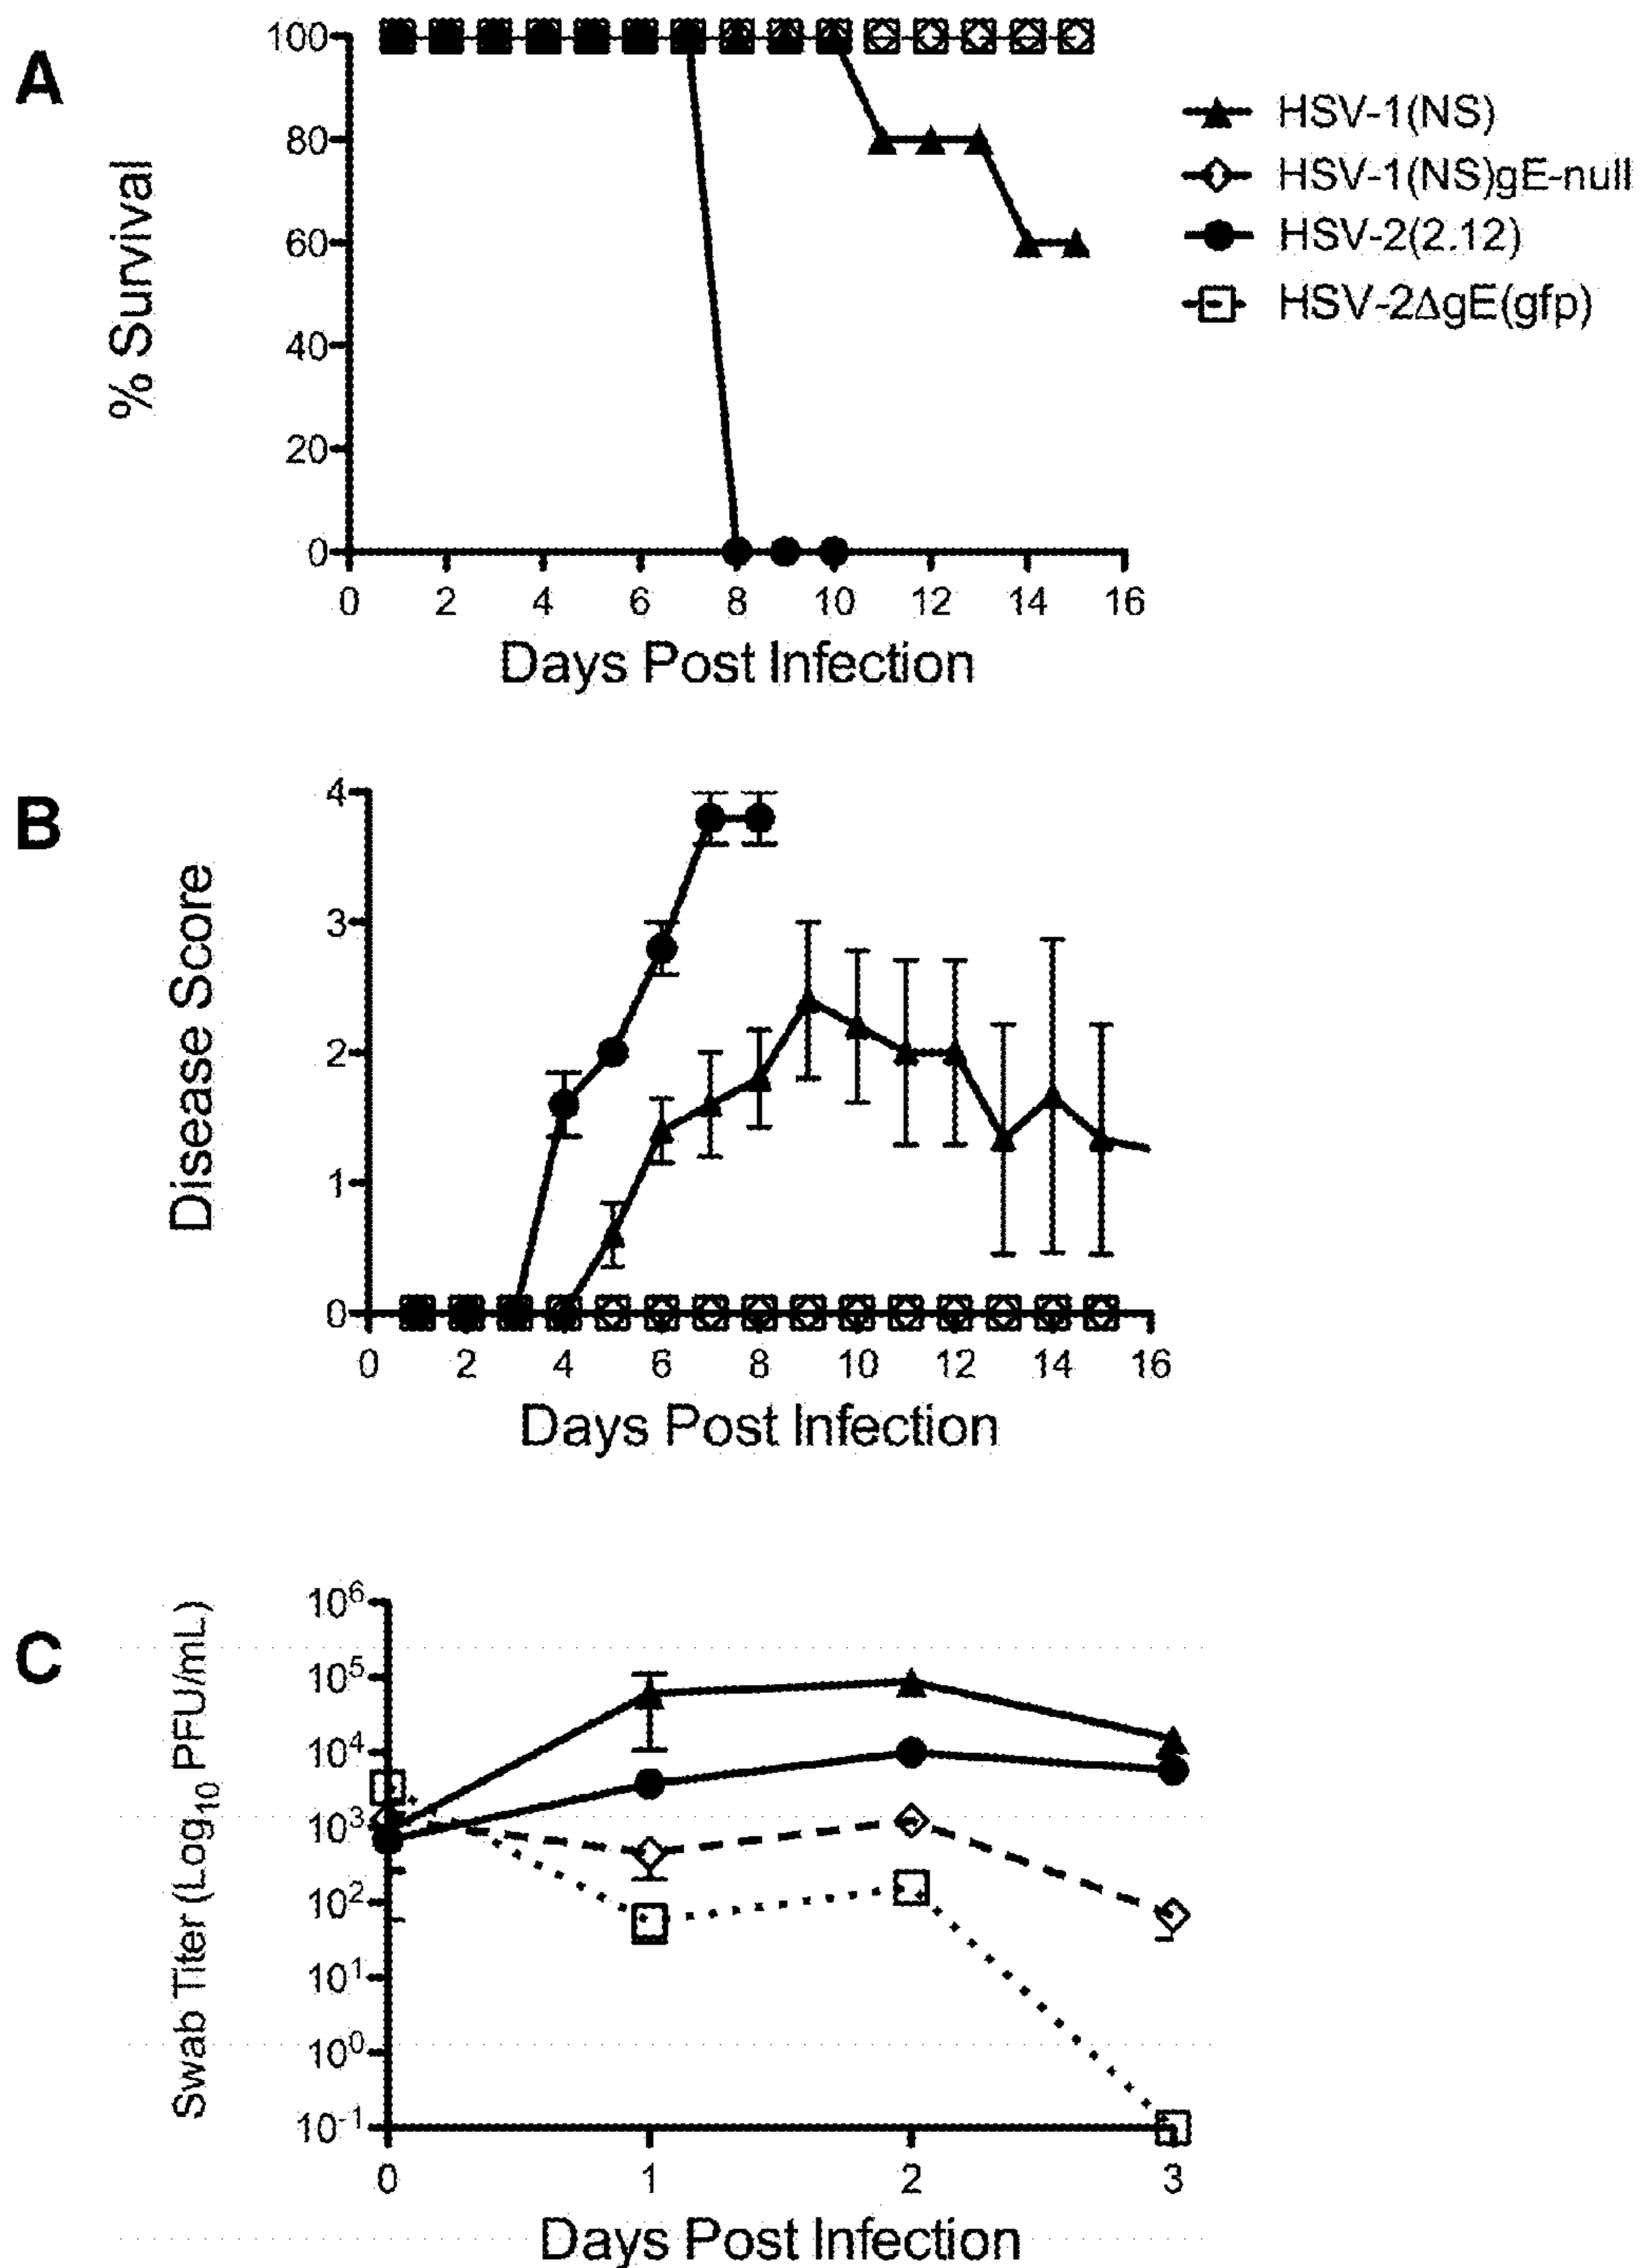 A
100
80
60
40
20
0
% Survival
0 2 4 6 8 10 12 14 16
Days Post Infection
HSV-1(NS)
HSV-1(NS)gE-null
HSV-2(2.12)
HSV-2ΔgE(gfp)
B
4
3
2
1
0
Disease Score
0 2 4 6 8 10 12 14 16
Days Post Infection
C
10⁶
10⁵
10⁴
10³
10²
10¹
10⁰
10⁻¹
Swab Titer (Log₁₀ PFU/mL)
0 1 2 3
Days Post Infection